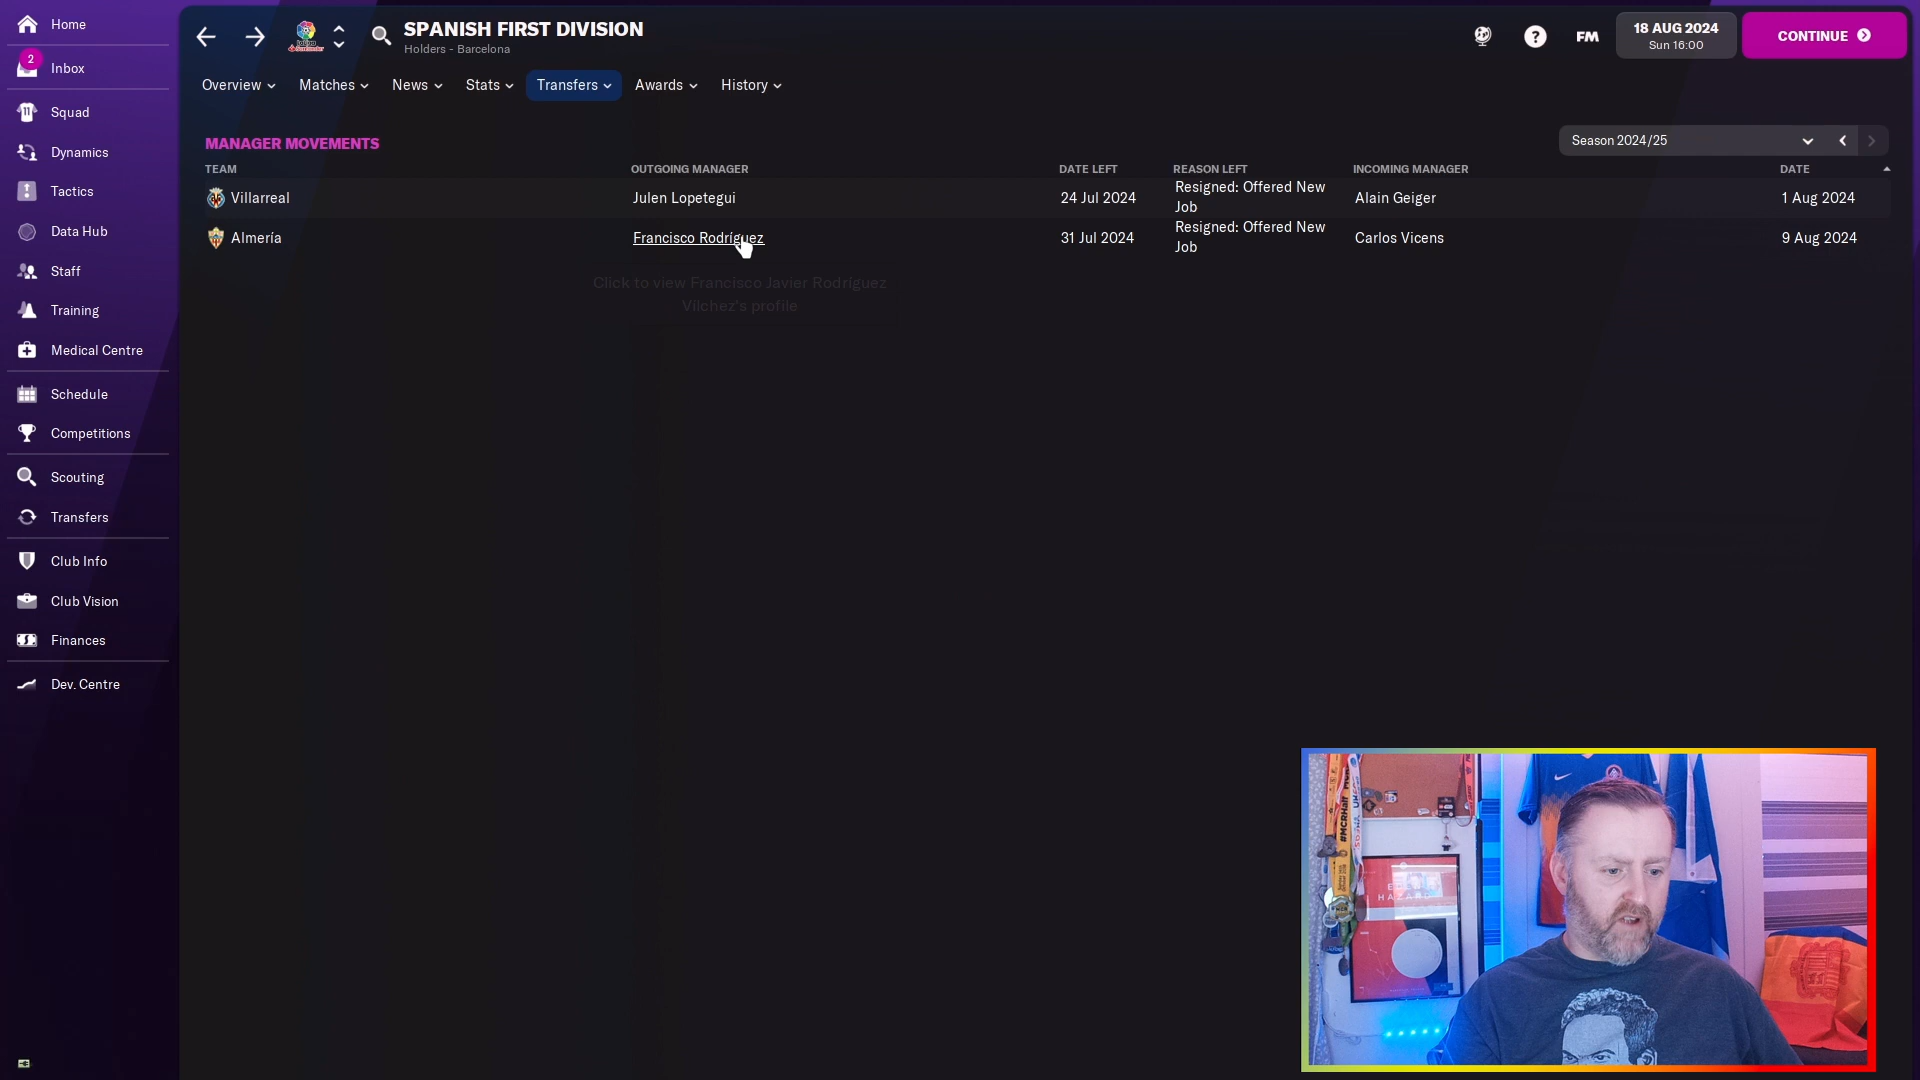 Home
2
Inbox
Squad
Dynamics
Tactics
Data Hub
Staff
Training
Medical Centre
Schedule
Competitions
Scouting
Transfers
Club Info
Club Vision
Finances
Dev. Centre
SPANISH FIRST DIVISION
Holders - Barcelona
FM
18 AUG 2024
Sun 16:00
CONTINUE
Overview
Matches
News
Stats
Transfers
Awards
History
MANAGER MOVEMENTS
Season 2024/25
TEAM OUTGOING MANAGER DATE LEFT REASON LEFT INCOMING MANAGER DATE
Villarreal Julen Lopetegui 24 Jul 2024 Resigned: Offered New Job Alain Geiger 1 Aug 2024
Almería Francisco Rodríguez 31 Jul 2024 Resigned: Offered New Job Carlos Vicens 9 Aug 2024
Click to view Francisco Javier Rodríguez
Vílchez's profile